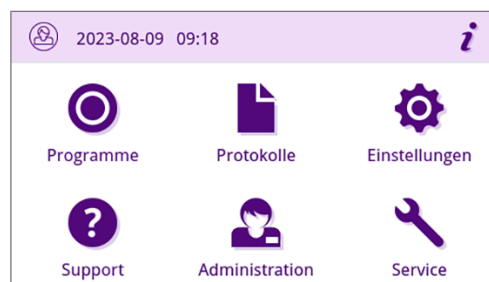 2023-08-09 09:18 i
Programme Protokolle Einstellungen
?
Support Administration Service